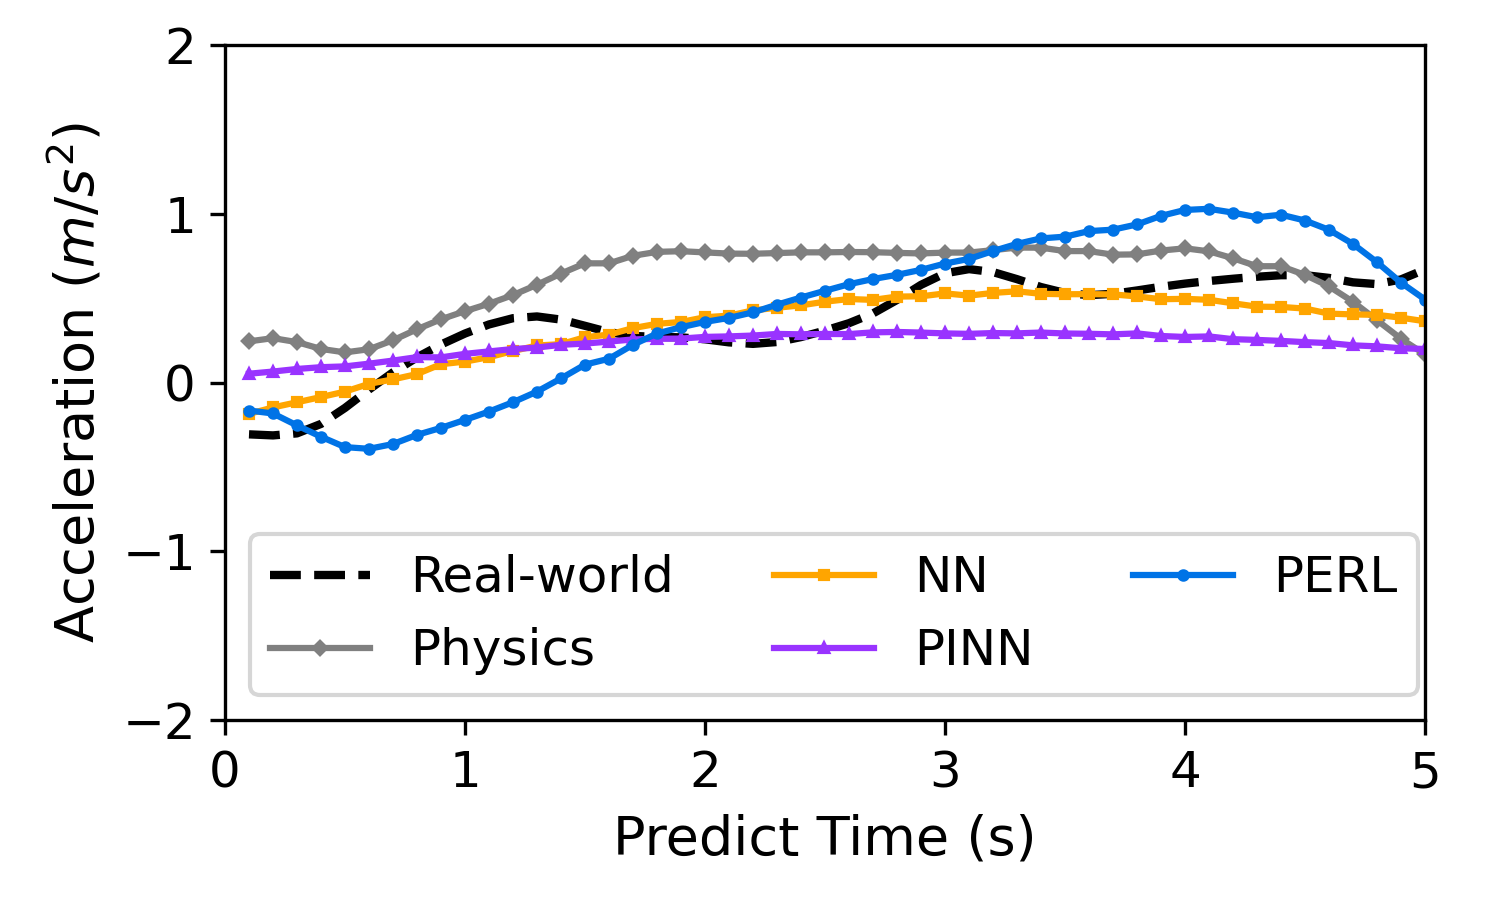 2
1
0
−1
−2
Acceleration (m/s²)
Real-world
Physics
NN
PINN
PERL
0 1 2 3 4 5
Predict Time (s)